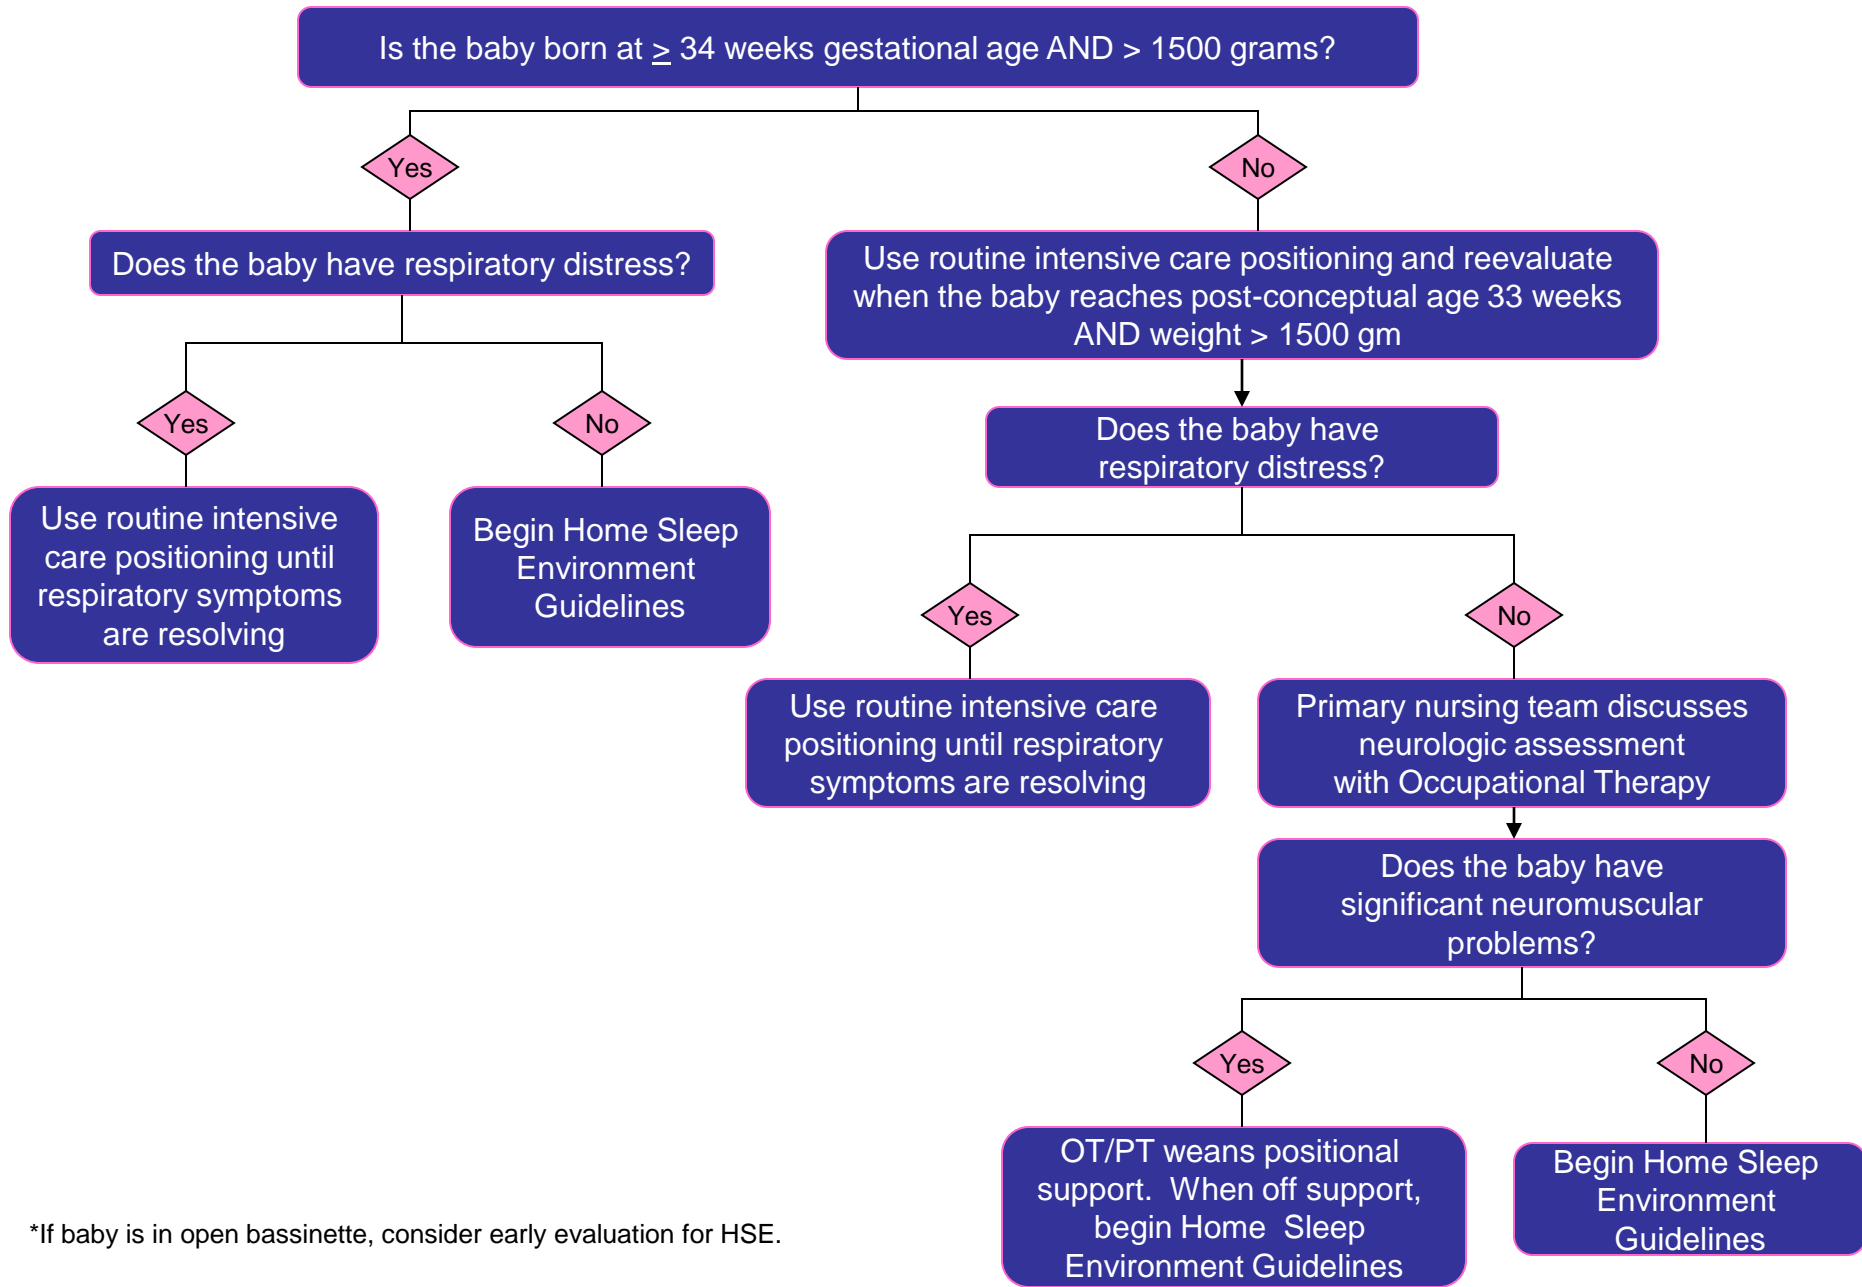 Is the baby born at ≥ 34 weeks gestational age AND > 1500 grams?
Yes
No
Does the baby have respiratory distress?
Use routine intensive care positioning and reevaluate
when the baby reaches post-conceptual age 33 weeks
AND weight > 1500 gm
Yes
No
Does the baby have
respiratory distress?
Use routine intensive
care positioning until
respiratory symptoms
are resolving
Begin Home Sleep
Environment
Guidelines
Yes
No
Use routine intensive care
positioning until respiratory
symptoms are resolving
Primary nursing team discusses
neurologic assessment
with Occupational Therapy
Does the baby have
significant neuromuscular
problems?
Yes
No
OT/PT weans positional
support. When off support,
begin Home Sleep
Environment Guidelines
Begin Home Sleep
Environment
Guidelines
*If baby is in open bassinette, consider early evaluation for HSE.